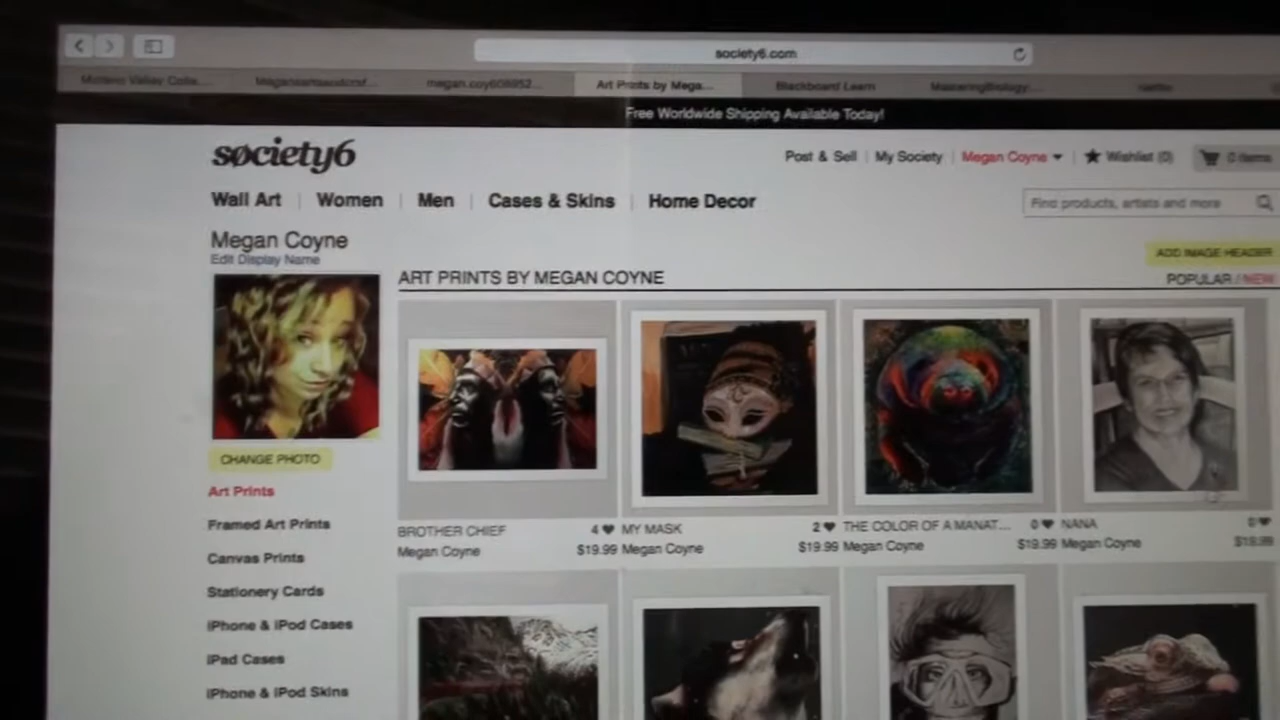 society6.com
Art Prints by Mega...
Blackboard Learn
Free Worldwide Shipping Available Today!
society6
Post & Sell
My Society
Megan Coyne
Wishlist (0)
0 items
Wall Art
Women
Men
Cases & Skins
Home Decor
Find products, artists and more
Megan Coyne
Edit Display Name
ADD IMAGE HEADER
ART PRINTS BY MEGAN COYNE
POPULAR / NEW
CHANGE PHOTO
Art Prints
Framed Art Prints
Canvas Prints
Stationery Cards
iPhone & iPod Cases
iPad Cases
iPhone & iPod Skins
BROTHER CHIEF 4
Megan Coyne $19.99
MY MASK 2
Megan Coyne $19.99
THE COLOR OF A MANAT... 0
Megan Coyne $19.99
NANA 0
Megan Coyne $19.99